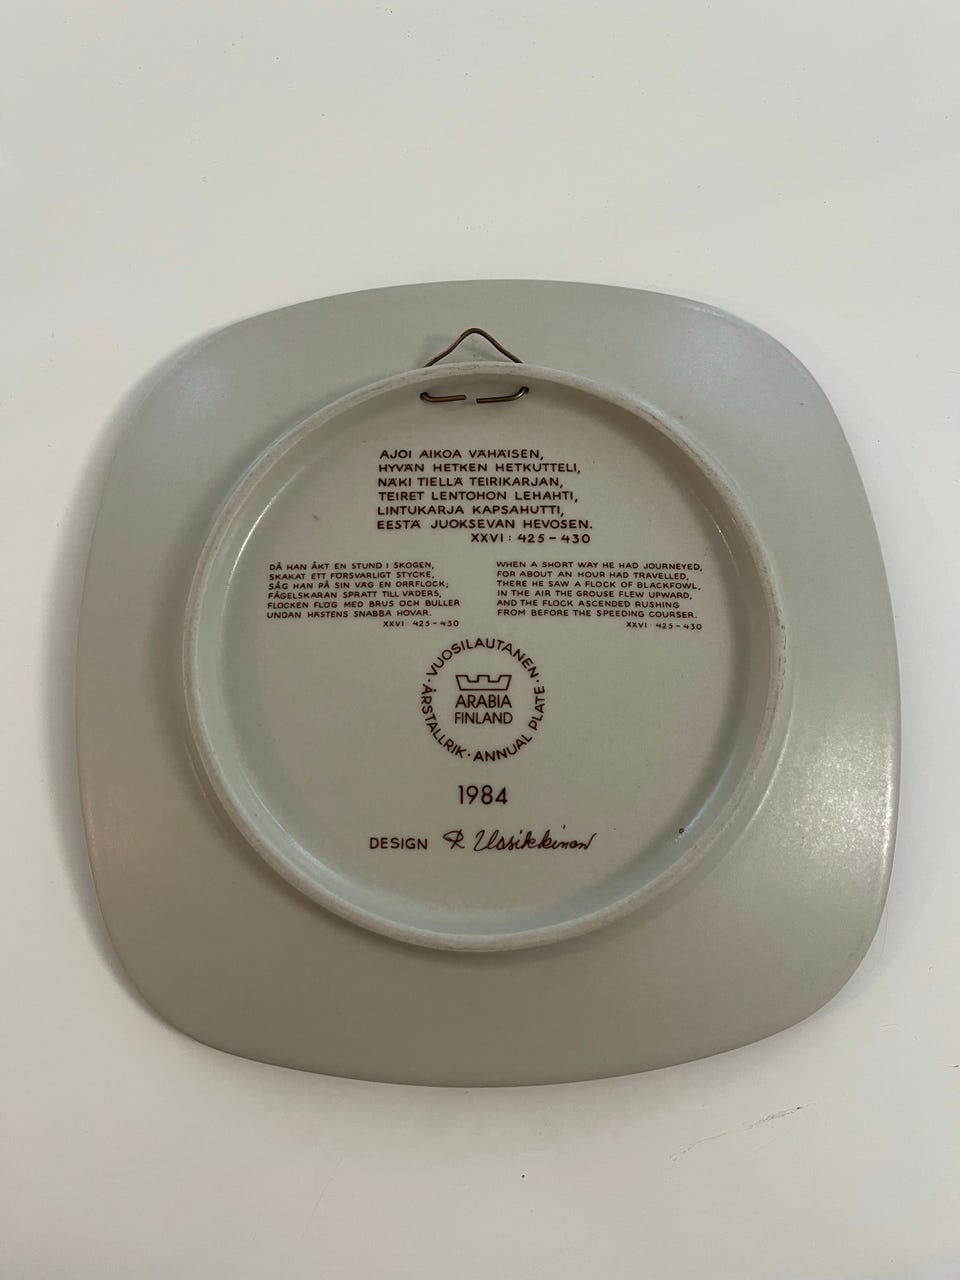 AJOI AIKOA VÄHÄISEN,
HYVÄN HETKEN HETKUTTELI,
NÄKI TIELLÄ TEIRIKARJAN,
TEIRET LENTOHON LEHAHTI,
LINTUKARJA KAPSAHUTTI,
EESTÄ JUOKSEVAN HEVOSEN.
XXVI: 425-430
DÅ HAN ÅKT EN STUND I SKOGEN,
SKAKAT ETT FÖRSVARLIGT STYCKE,
SÅG HAN PÅ SIN VÄG EN ORRFLOCK;
FÅGELSKARAN SPRATT TILL VÄDERS,
FLOCKEN FLÖG MED BRUS OCH BULLER
UNDAN HÄSTENS SNABBA HOVAR.
XXVI: 425-430
WHEN A SHORT WAY HE HAD JOURNEYED,
FOR ABOUT AN HOUR HAD TRAVELLED,
THERE HE SAW A FLOCK OF BLACKFOWL,
IN THE AIR THE GROUSE FLEW UPWARD,
AND THE FLOCK ASCENDED RUSHING
FROM BEFORE THE SPEEDING COURSER.
XXVI: 425-430
·VUOSILAUTANEN·
ARABIA
FINLAND
ÅRSTALLRIK·ANNUAL PLATE
1984
DESIGN R Uosikkinen